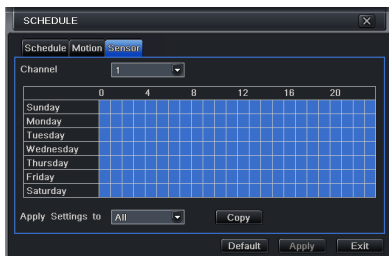 SCHEDULE X
Schedule Motion Sensor
Channel 1
0 4 8 12 16 20
Sunday
Monday
Tuesday
Wednesday
Thursday
Friday
Saturday
Apply Settings to All Copy
Default Apply Exit